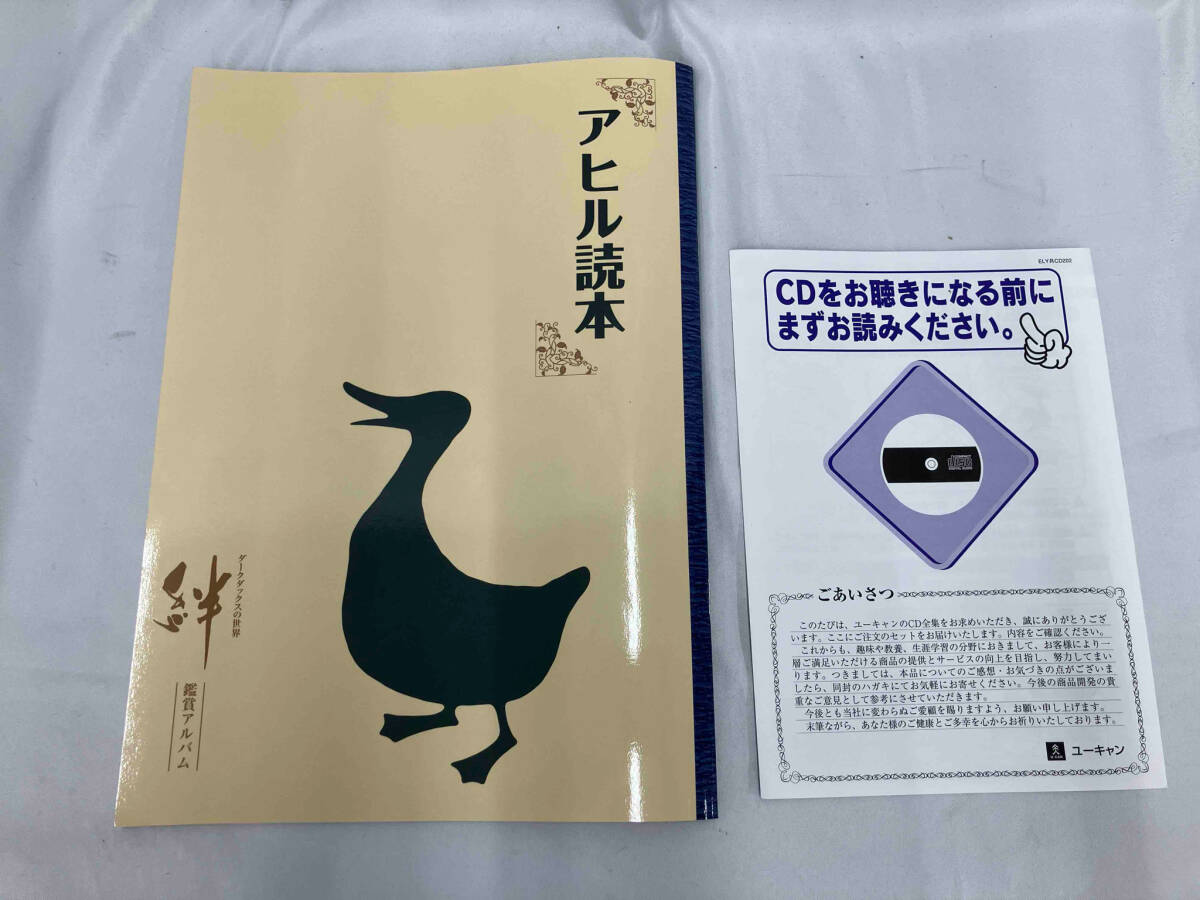 アヒル読本
ダークダックスの世界
絆
鑑賞アルバム
ELY具CD202
CDをお聴きになる前に
まずお読みください。
disc
DIGITAL AUDIO
ごあいさつ
このたびは、ユーキャンのCD全集をお求めいただき、誠にありがとうござ
います。ここにご注文のセットをお届けいたします。内容をご確認ください。
これからも、趣味や教養、生涯学習の分野におきまして、お客様により一
層ご満足いただける商品の提供とサービスの向上を目指し、努力してまい
ります。つきましては、本品についてのご感想・お気づきの点がございま
したら、同封のハガキにてお気軽にお寄せください。今後の商品開発の貴
重なご意見として参考にさせていただきます。
今後とも当社に変わらぬご愛顧を賜りますよう、お願い申し上げます。
末筆ながら、あなた様のご健康とご多幸を心からお祈りいたしております。
U-CAN
ユーキャン